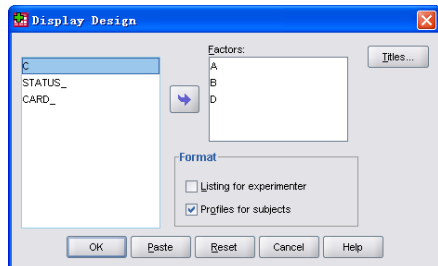 Display Design
C
STATUS_
CARD_
Factors:
A
B
D
Titles...
Format
Listing for experimenter
Profiles for subjects
OK
Paste
Reset
Cancel
Help